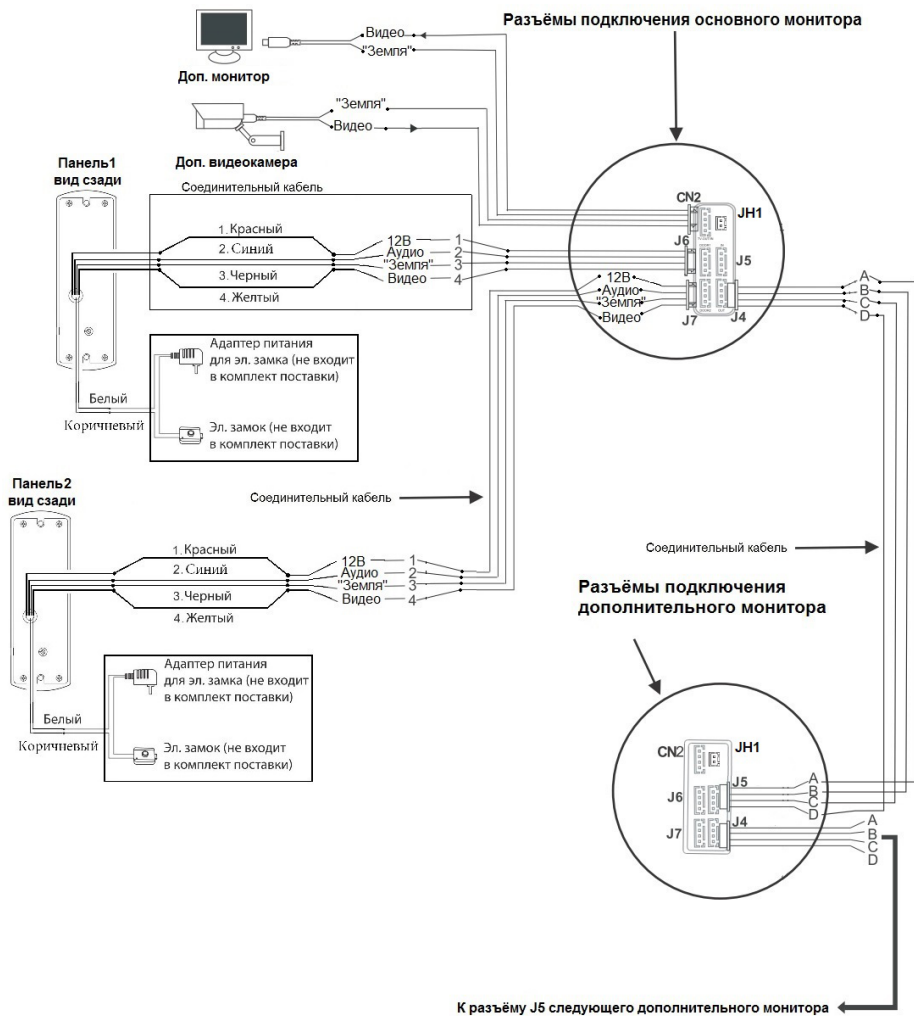 Разъёмы подключения основного монитора
Видео
"Земля"
Доп. монитор
"Земля"
Видео
Доп. видеокамера
Панель1
вид сзади
Соединительный кабель
1. Красный
2. Синий
3. Черный
4. Желтый
12В 1
Аудио 2
"Земля" 3
Видео 4
CN2
JH1
J6
J5
12В
Аудио
"Земля"
Видео
J7
J4
A
B
C
D
Адаптер питания
для эл. замка (не входит
в комплект поставки)
Белый
Коричневый
Эл. замок (не входит
в комплект поставки)
Панель2
вид сзади
Соединительный кабель
1. Красный
2. Синий
3. Черный
4. Желтый
12В 1
Аудио 2
"Земля" 3
Видео 4
Соединительный кабель
Разъёмы подключения
дополнительного монитора
Адаптер питания
для эл. замка (не входит
в комплект поставки)
Белый
Коричневый
Эл. замок (не входит
в комплект поставки)
CN2
JH1
J5
J6
A
B
C
D
J7
J4
A
B
C
D
К разъёму J5 следующего дополнительного монитора